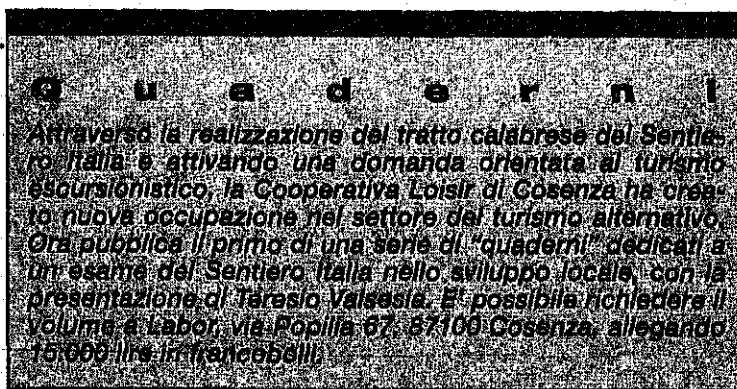 Quaderni
Attraverso la realizzazione del tratto calabrese del Sentie-
ro Italia e attivando una domanda orientata al turismo
escursionistico, la Cooperativa Loisir di Cosenza ha crea-
to nuova occupazione nel settore del turismo alternativo.
Ora pubblica il primo di una serie di "quaderni" dedicati a
un esame del Sentiero Italia nello sviluppo locale, con la
presentazione di Teresio Valsesia. E' possibile richiedere il
volume a Labor, via Popilia 67, 87100 Cosenza, allegando
15.000 lire in francobolli.